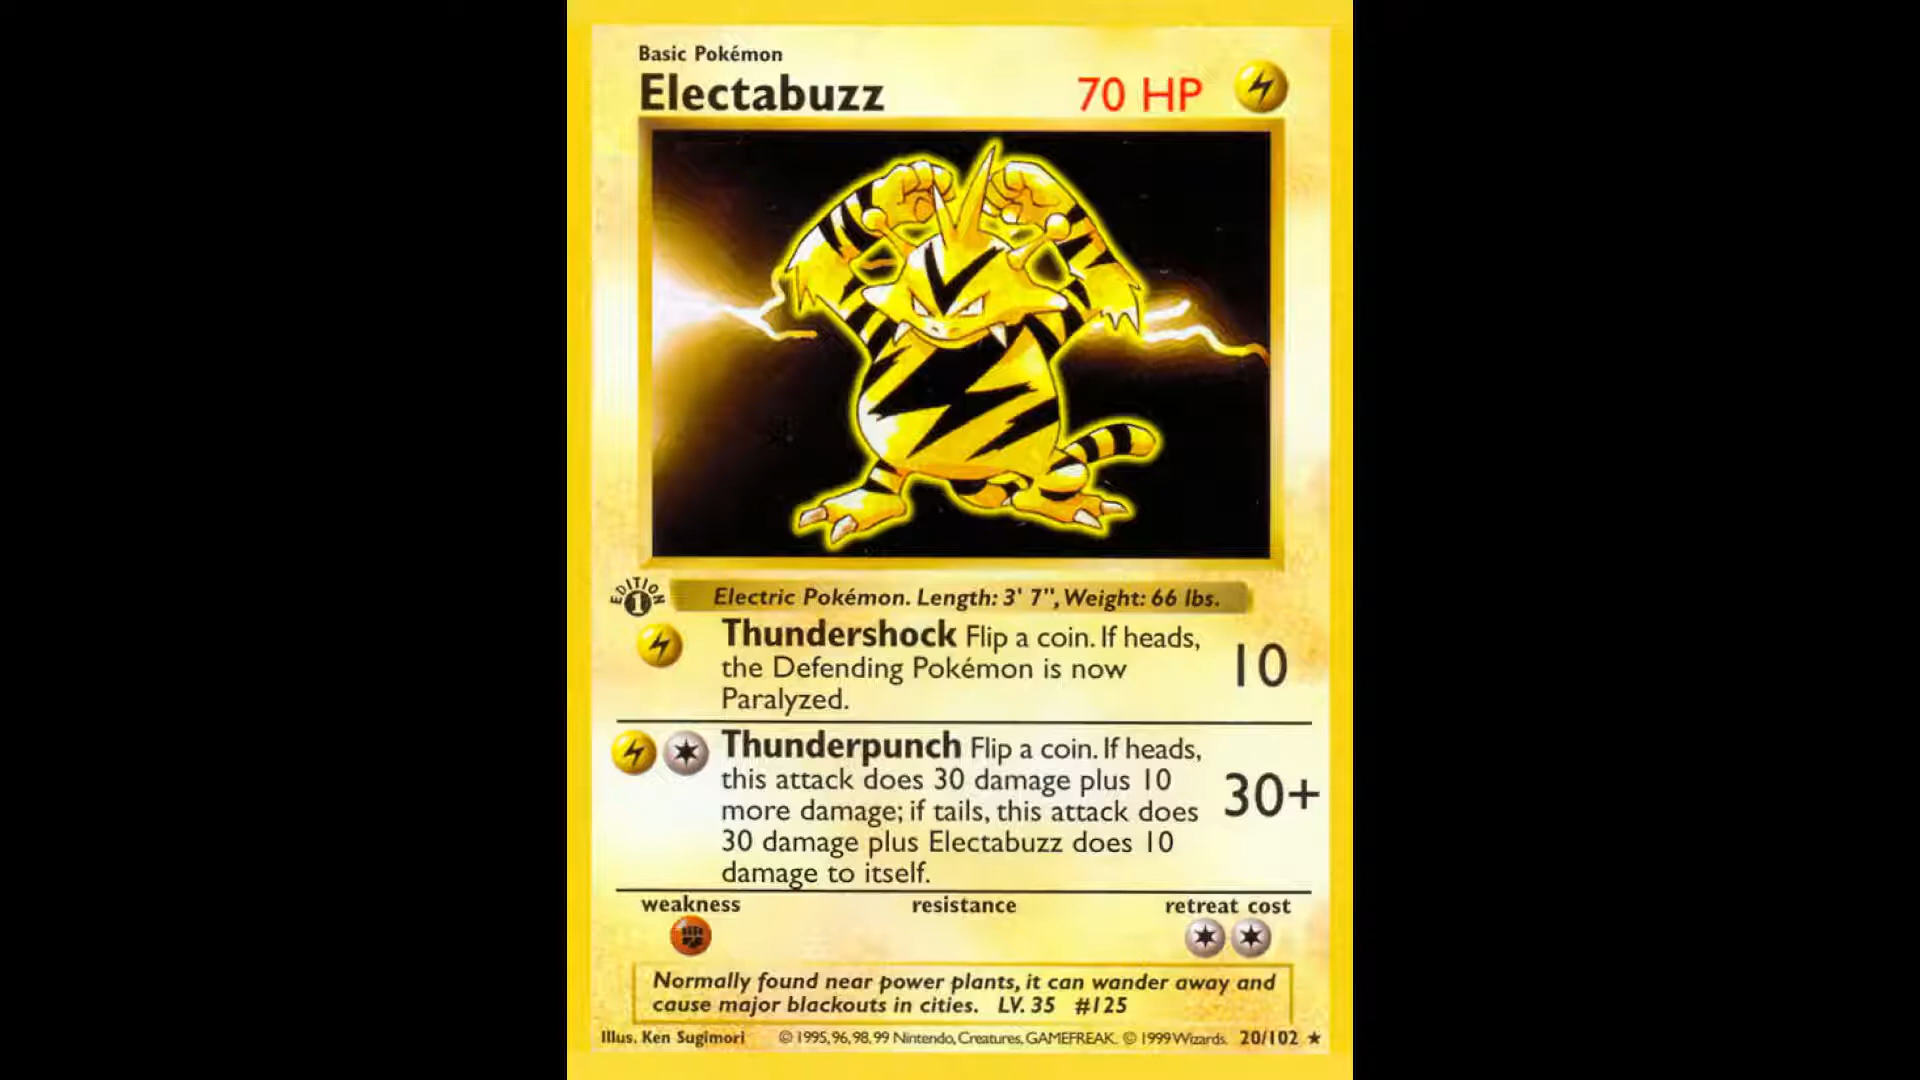 Basic Pokémon
Electabuzz 70 HP
EDITION
1
Electric Pokémon. Length: 3' 7", Weight: 66 lbs.
Thundershock Flip a coin. If heads,
the Defending Pokémon is now
Paralyzed.
10
Thunderpunch Flip a coin. If heads,
this attack does 30 damage plus 10
more damage; if tails, this attack does
30 damage plus Electabuzz does 10
damage to itself.
30+
weakness resistance retreat cost
Normally found near power plants, it can wander away and
cause major blackouts in cities. LV. 35 #125
Illus. Ken Sugimori © 1995, 96, 98, 99 Nintendo, Creatures, GAMEFREAK. © 1999 Wizards. 20/102 ★